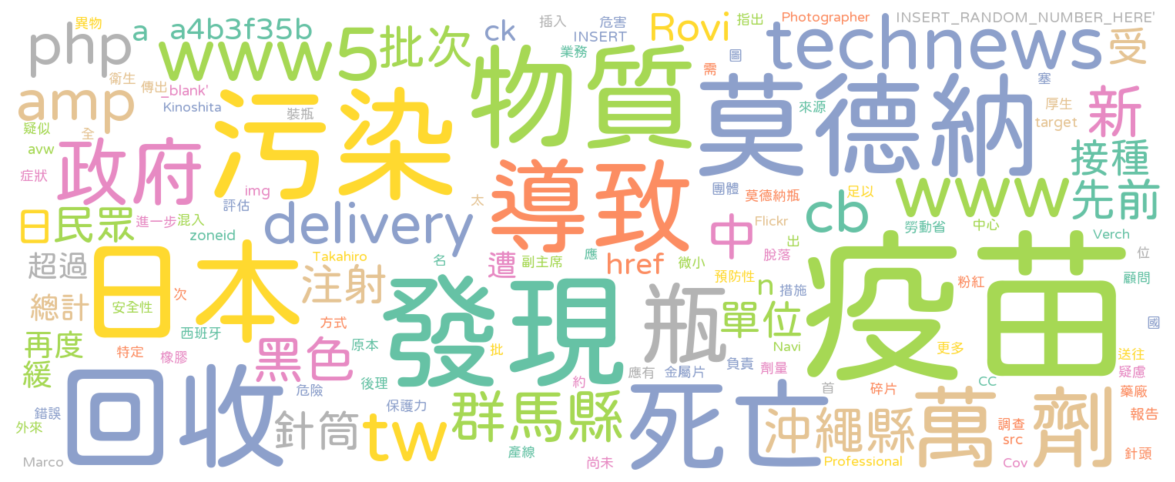 異物
php
a
a4b3f35b
www
5
批次
ck
插入
危害
INSERT
業務
Rovi
指出
Photographer
INSERT_RANDOM_NUMBER_HERE'
圖
需
technews
受
衛生
傳出
_blank'
Kinoshita
amp
裝瓶
污染
物質
莫德納
來源
塞
厚生
target
新
疑似
全
avw
症狀
政府
img
評估
太
導致
團體
莫德納瓶
足以
www
接種
先前
日
民眾
進一步
混入
zoneid
delivery
中
Flickr
出
脫落
cb
勞動省
中心
Verch
位
超過
Takahiro
名
遭
副主席
應
href
微小
預防性
措施
n
粉紅
顧問
總計
日本
安全性
次
注射
發現
瓶
單位
疫苗
國
再度
緩
特定
橡膠
西班牙
方式
黑色
原本
後理
批
約
應有
金屬片
負責
Navi
劑量
更多
送往
疑慮
錯誤
外來
回收
危險
保護力
針筒
tw
群馬縣
產線
尚未
死亡
首
碎片
CC
沖繩縣
萬
劑
調查
src
藥廠
報告
針頭
Marco
Professional
Cov